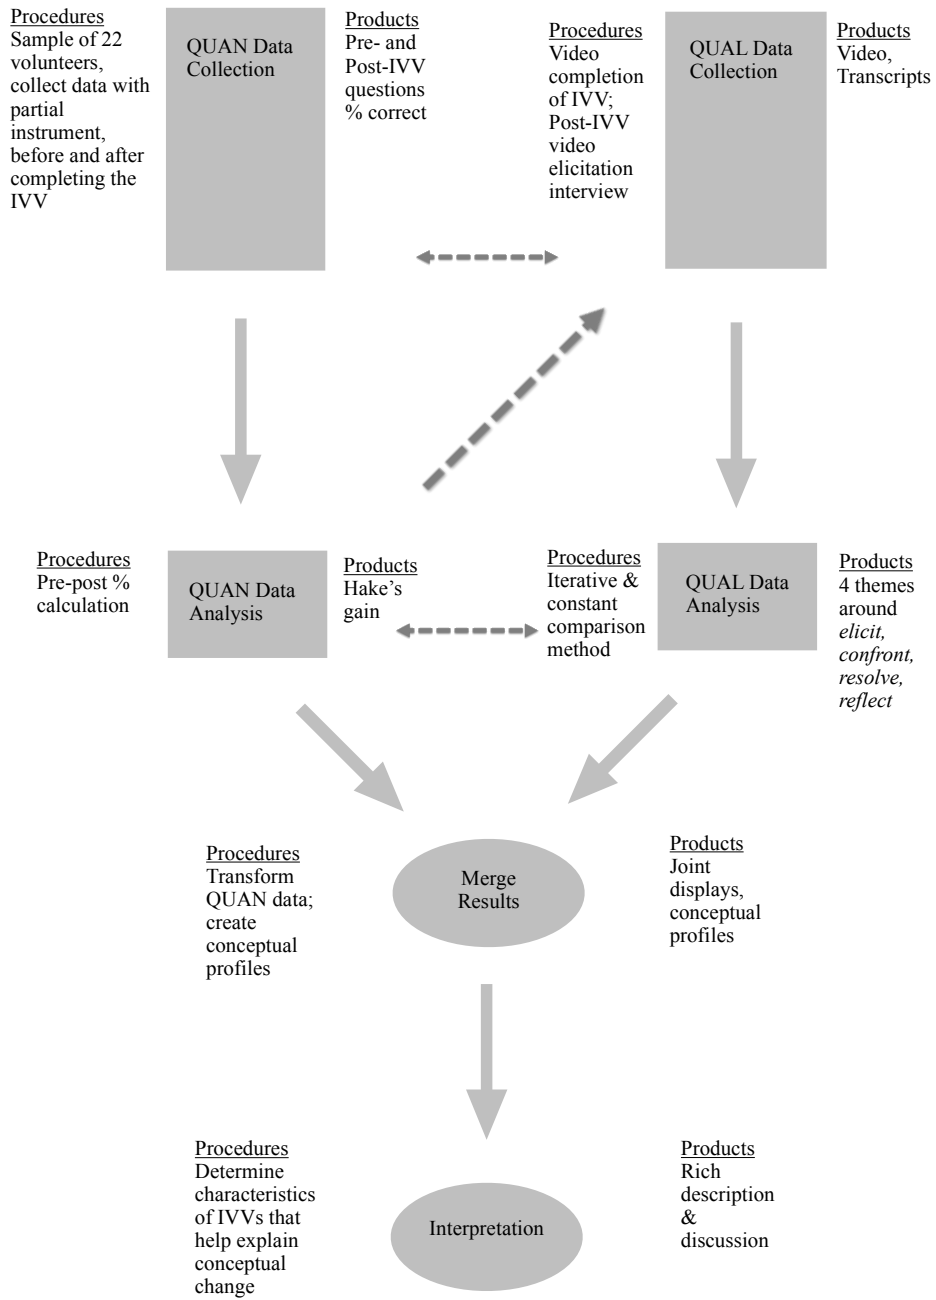 Procedures
Sample of 22
volunteers,
collect data with
partial
instrument,
before and after
completing the
IVV
QUAN Data
Collection
Products
Pre- and
Post-IVV
questions
% correct
Procedures
Video
completion
of IVV;
Post-IVV
video
elicitation
interview
QUAL Data
Collection
Products
Video,
Transcripts
Procedures
Pre-post %
calculation
QUAN Data
Analysis
Products
Hake's
gain
Procedures
Iterative &
constant
comparison
method
QUAL Data
Analysis
Products
4 themes
around
elicit,
confront,
resolve,
reflect
Procedures
Transform
QUAN data;
create
conceptual
profiles
Merge
Results
Products
Joint
displays,
conceptual
profiles
Procedures
Determine
characteristics
of IVVs that
help explain
conceptual
change
Interpretation
Products
Rich
description
&
discussion